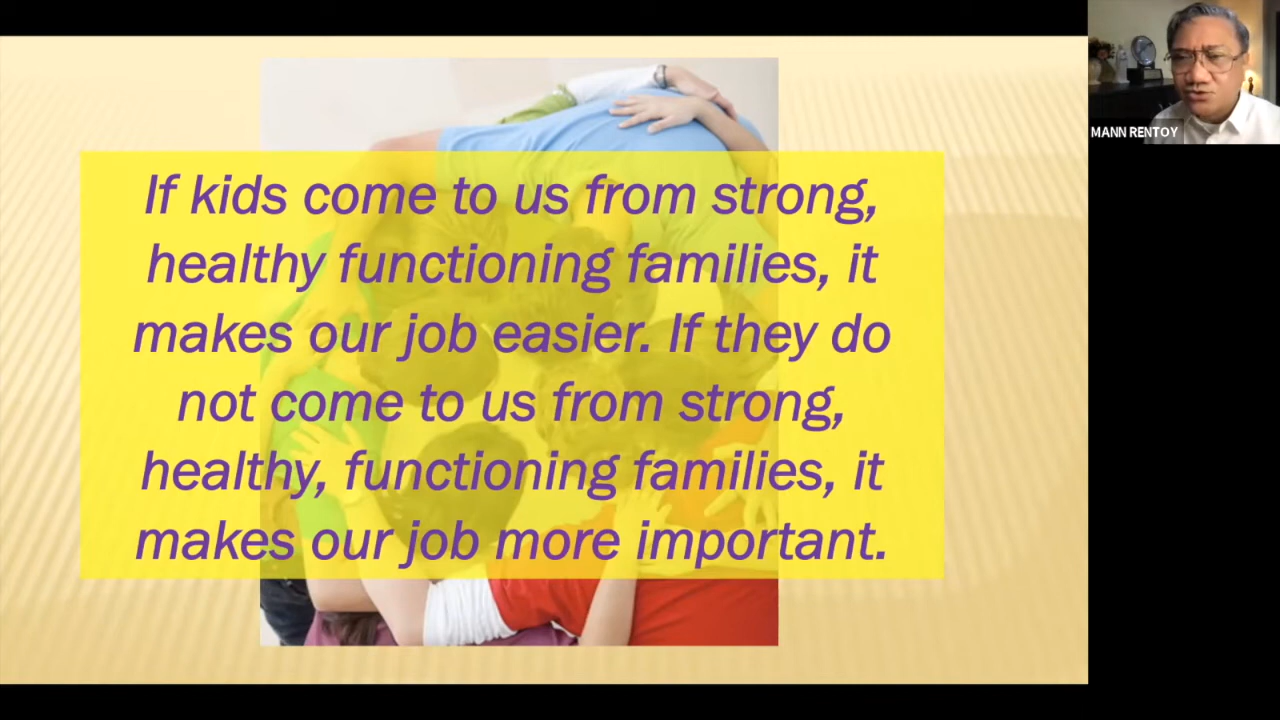 If kids come to us from strong,
healthy functioning families, it
makes our job easier. If they do
not come to us from strong,
healthy, functioning families, it
makes our job more important.
MANN RENTOY